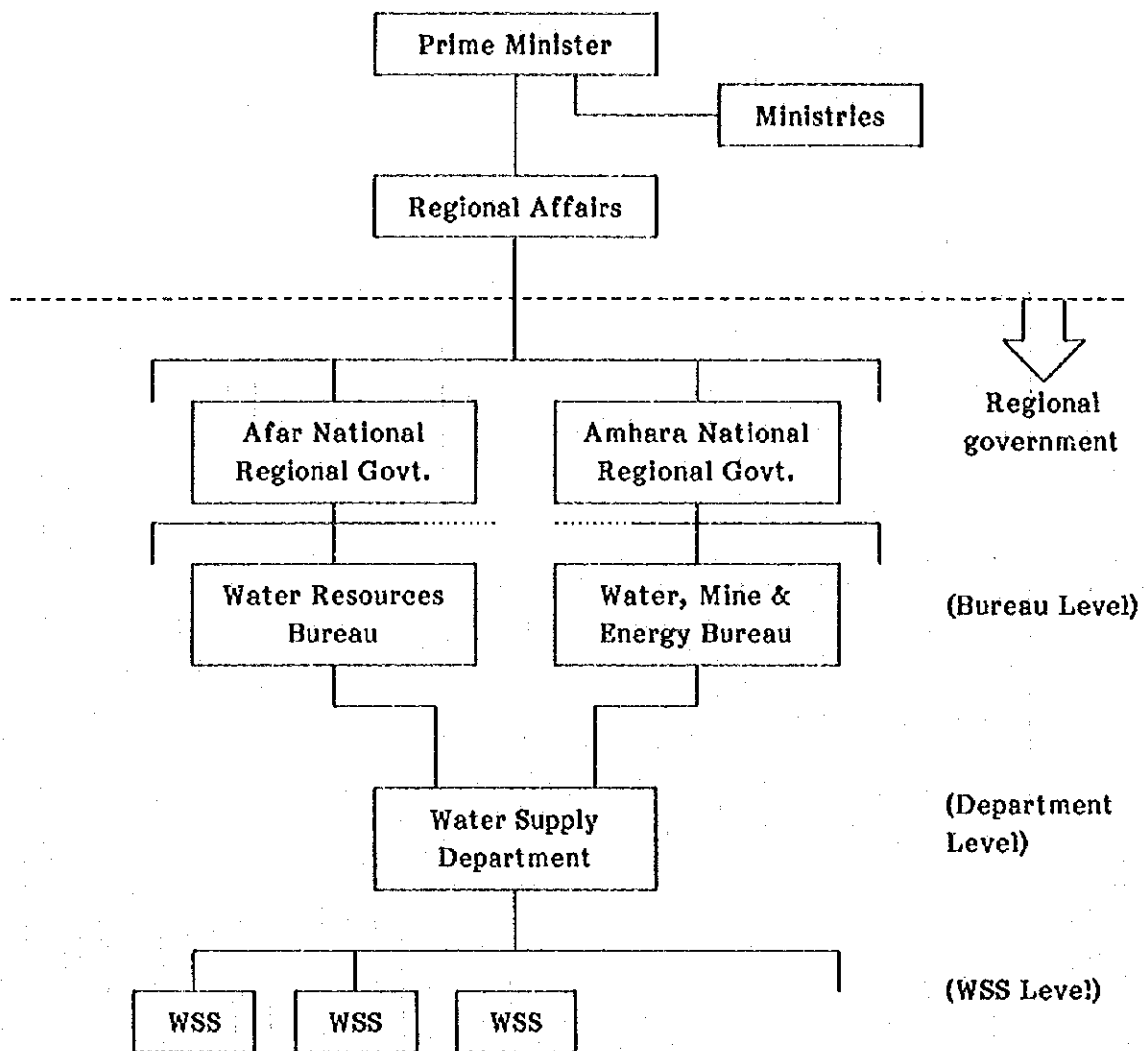 Prime Minister
Ministries
Regional Affairs
Regional
government
Afar National
Regional Govt.
Amhara National
Regional Govt.
Water Resources
Bureau
Water, Mine &
Energy Bureau
(Bureau Level)
Water Supply
Department
(Department
Level)
WSS
WSS
WSS
(WSS Level)